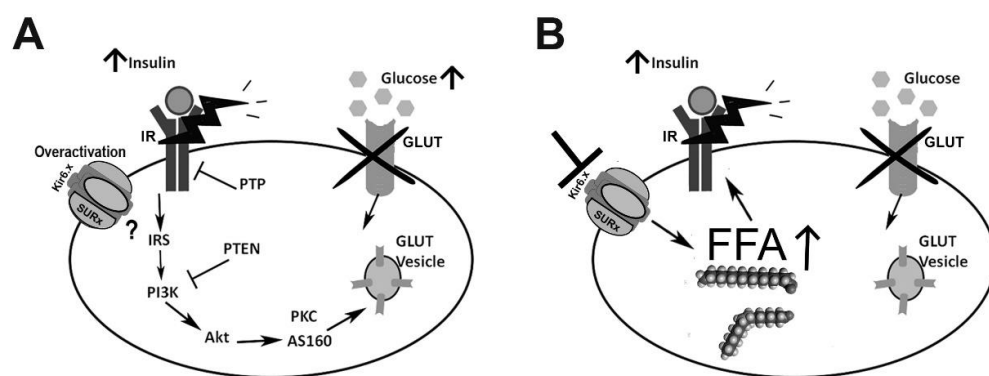 A
Insulin
Glucose
IR
GLUT
Overactivation
Kir6.x
SURx
?
PTP
IRS
PTEN
PI3K
GLUT
Vesicle
PKC
Akt
AS160
B
Insulin
Glucose
IR
GLUT
Kir6.x
SURx
FFA
GLUT
Vesicle